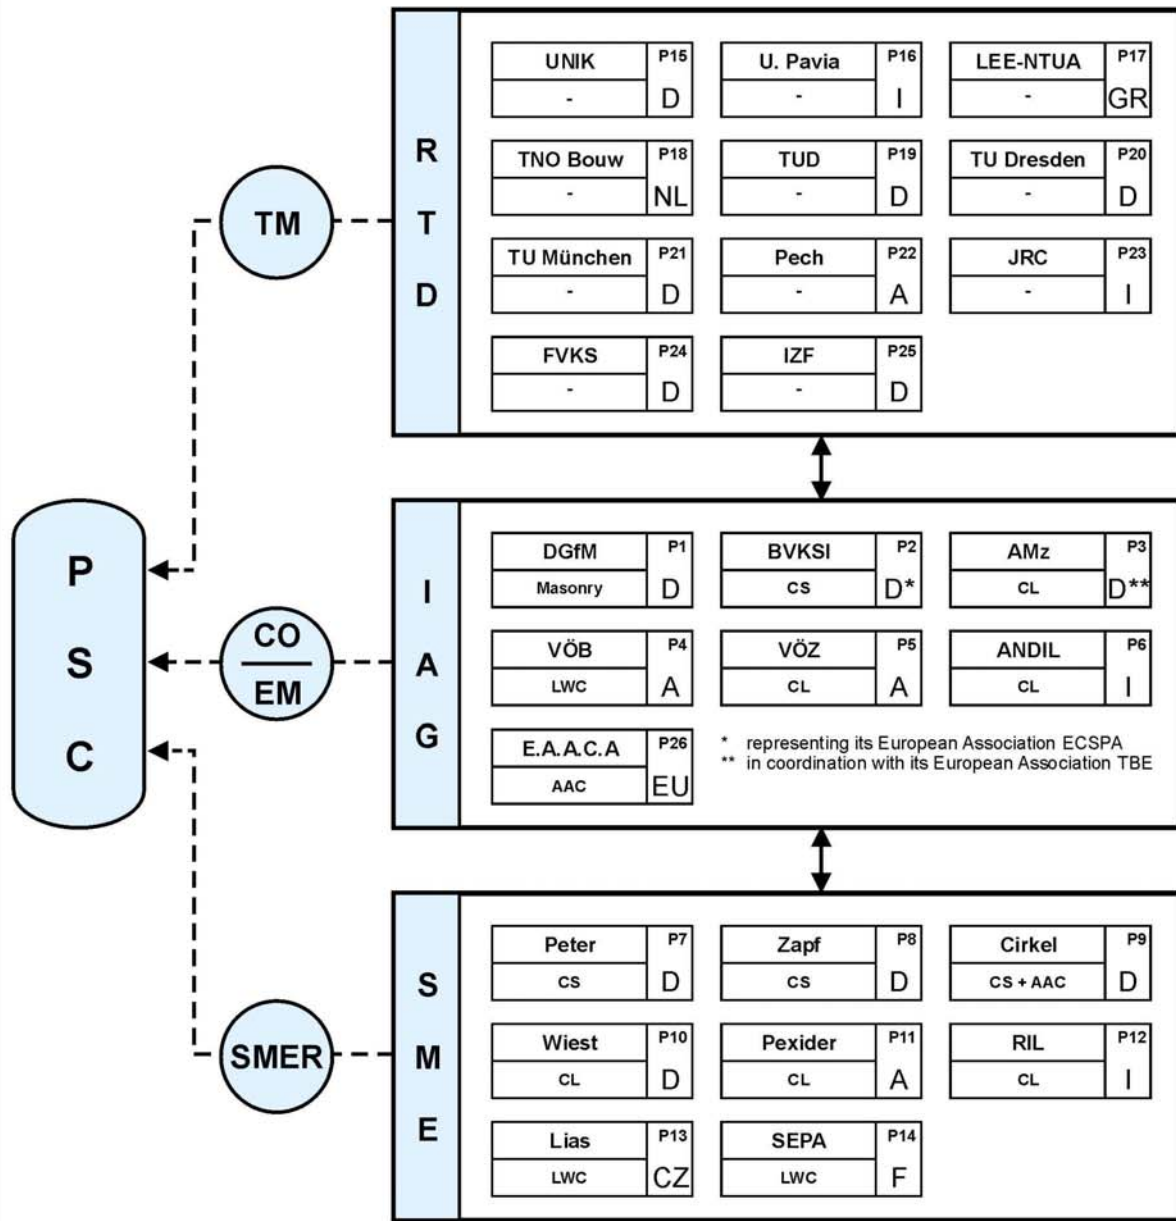 R
T
D
UNIK P15
- D
U. Pavia P16
- I
LEE-NTUA P17
- GR
TNO Bouw P18
- NL
TUD P19
- D
TU Dresden P20
- D
TU München P21
- D
Pech P22
- A
JRC P23
- I
FVKS P24
- D
IZF P25
- D
TM
P
S
C
CO
EM
I
A
G
DGfM P1
Masonry D
BVKSI P2
CS D*
AMz P3
CL D**
VÖB P4
LWC A
VÖZ P5
CL A
ANDIL P6
CL I
E.A.A.C.A P26
AAC EU
* representing its European Association ECSPA
** in coordination with its European Association TBE
SMER
S
M
E
Peter P7
CS D
Zapf P8
CS D
Cirkel P9
CS + AAC D
Wiest P10
CL D
Pexider P11
CL A
RIL P12
CL I
Lias P13
LWC CZ
SEPA P14
LWC F